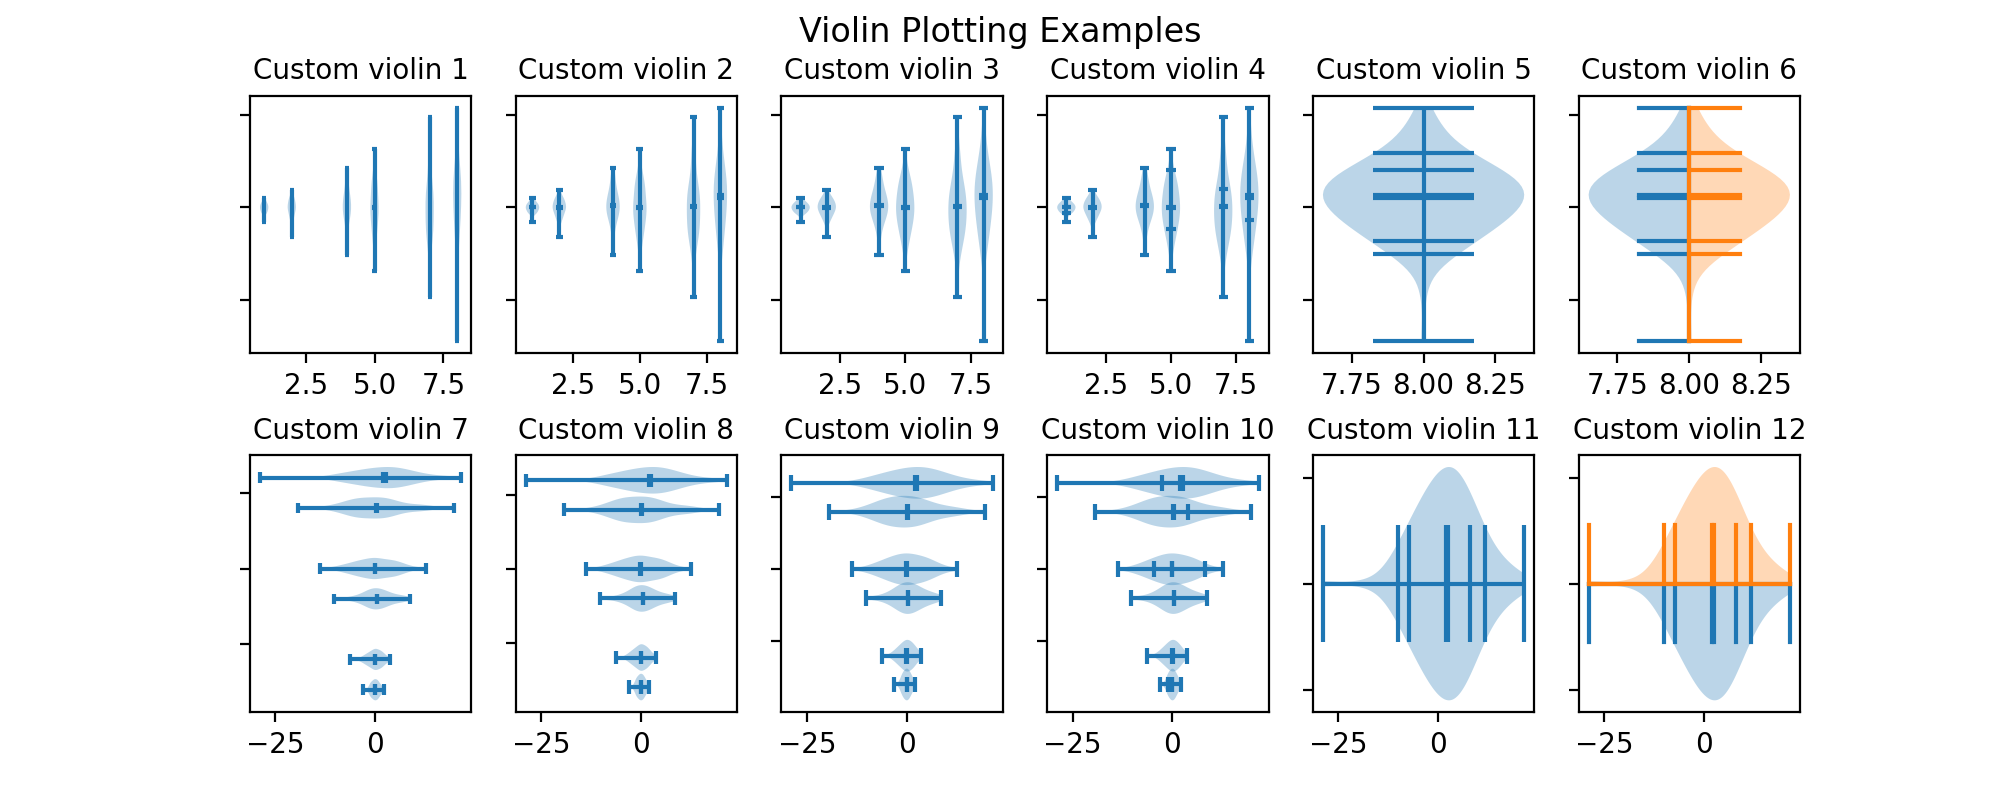 Violin Plotting Examples
Custom violin 1 Custom violin 2 Custom violin 3 Custom violin 4 Custom violin 5 Custom violin 6
2.5 5.0 7.5 2.5 5.0 7.5 2.5 5.0 7.5 2.5 5.0 7.5 7.75 8.00 8.25 7.75 8.00 8.25
Custom violin 7 Custom violin 8 Custom violin 9 Custom violin 10 Custom violin 11 Custom violin 12
−25 0 −25 0 −25 0 −25 0 −25 0 −25 0